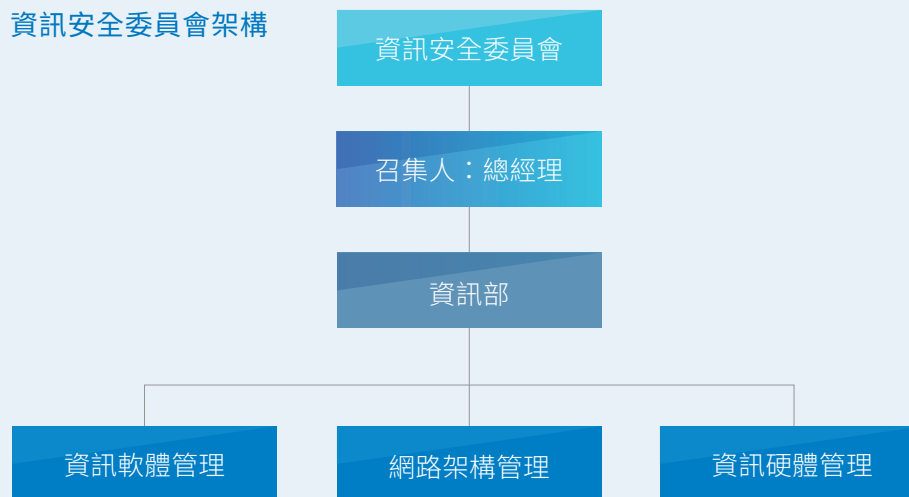 資訊安全委員會架構
資訊安全委員會
召集人：總經理
資訊部
資訊軟體管理
網路架構管理
資訊硬體管理